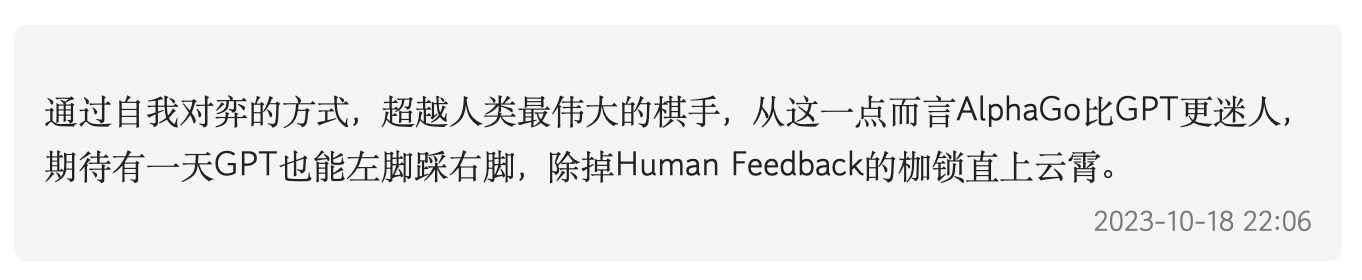 通过自我对弈的方式，超越人类最伟大的棋手，从这一点而言AlphaGo比GPT更迷人，
期待有一天GPT也能左脚踩右脚，除掉Human Feedback的枷锁直上云霄。
2023-10-18 22:06